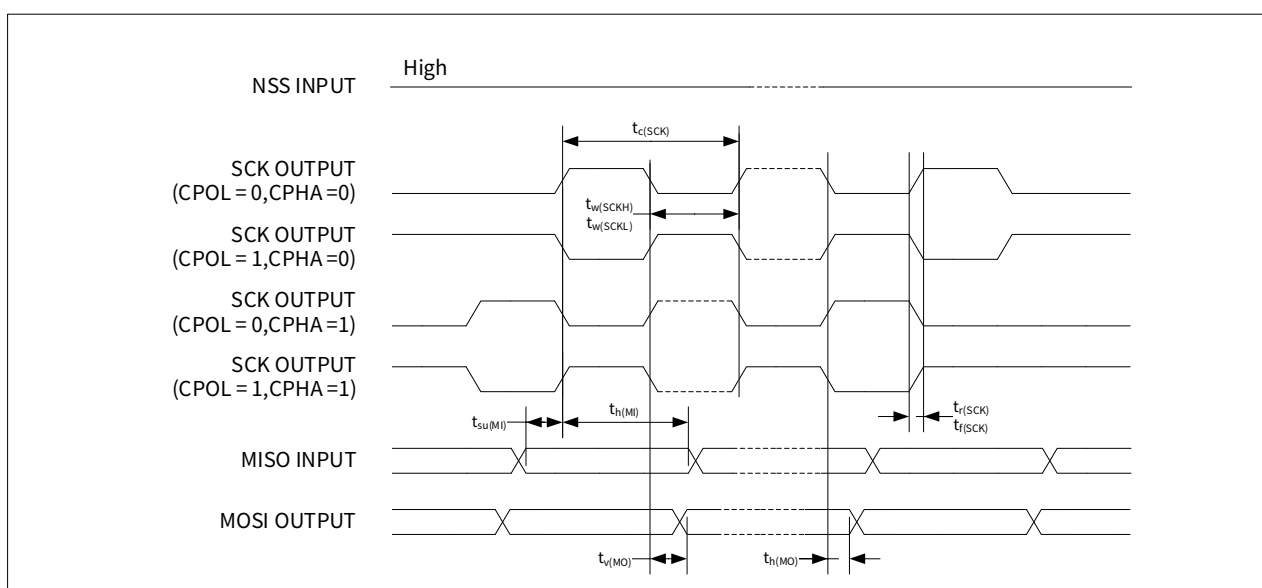 High
NSS INPUT
tc(SCK)
SCK OUTPUT
(CPOL = 0,CPHA =0)
tw(SCKH)
tw(SCKL)
SCK OUTPUT
(CPOL = 1,CPHA =0)
SCK OUTPUT
(CPOL = 0,CPHA =1)
SCK OUTPUT
(CPOL = 1,CPHA =1)
tsu(MI)
th(MI)
tr(SCK)
tf(SCK)
MISO INPUT
MOSI OUTPUT
tv(MO)
th(MO)